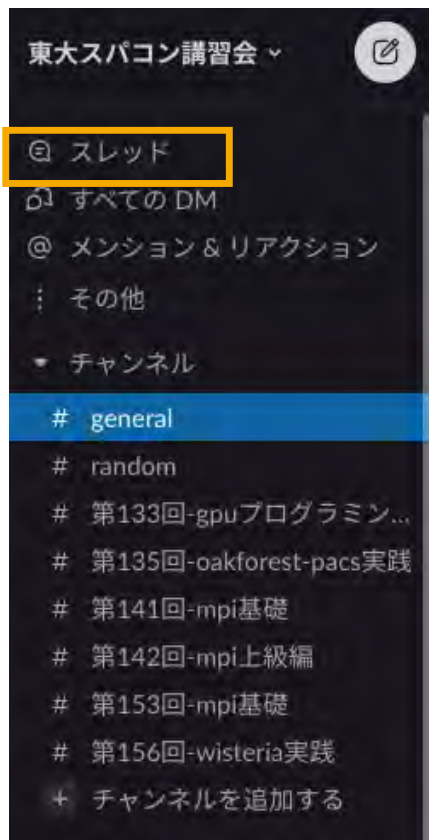 東大スパコン講習会
スレッド
すべての DM
@ メンション & リアクション
その他
チャンネル
# general
# random
# 第133回-gpuプログラミン...
# 第135回-oakforest-pacs実践
# 第141回-mpi基礎
# 第142回-mpi上級編
# 第153回-mpi基礎
# 第156回-wisteria実践
+ チャンネルを追加する